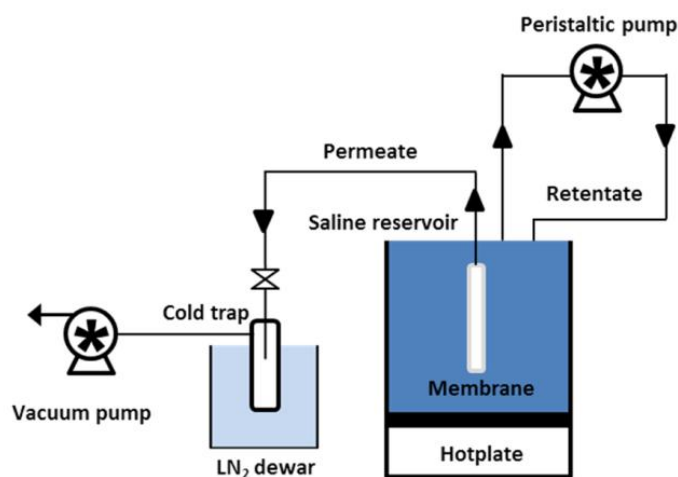 Peristaltic pump
Permeate
Retentate
Saline reservoir
Cold trap
Membrane
Vacuum pump
Hotplate
LN₂ dewar